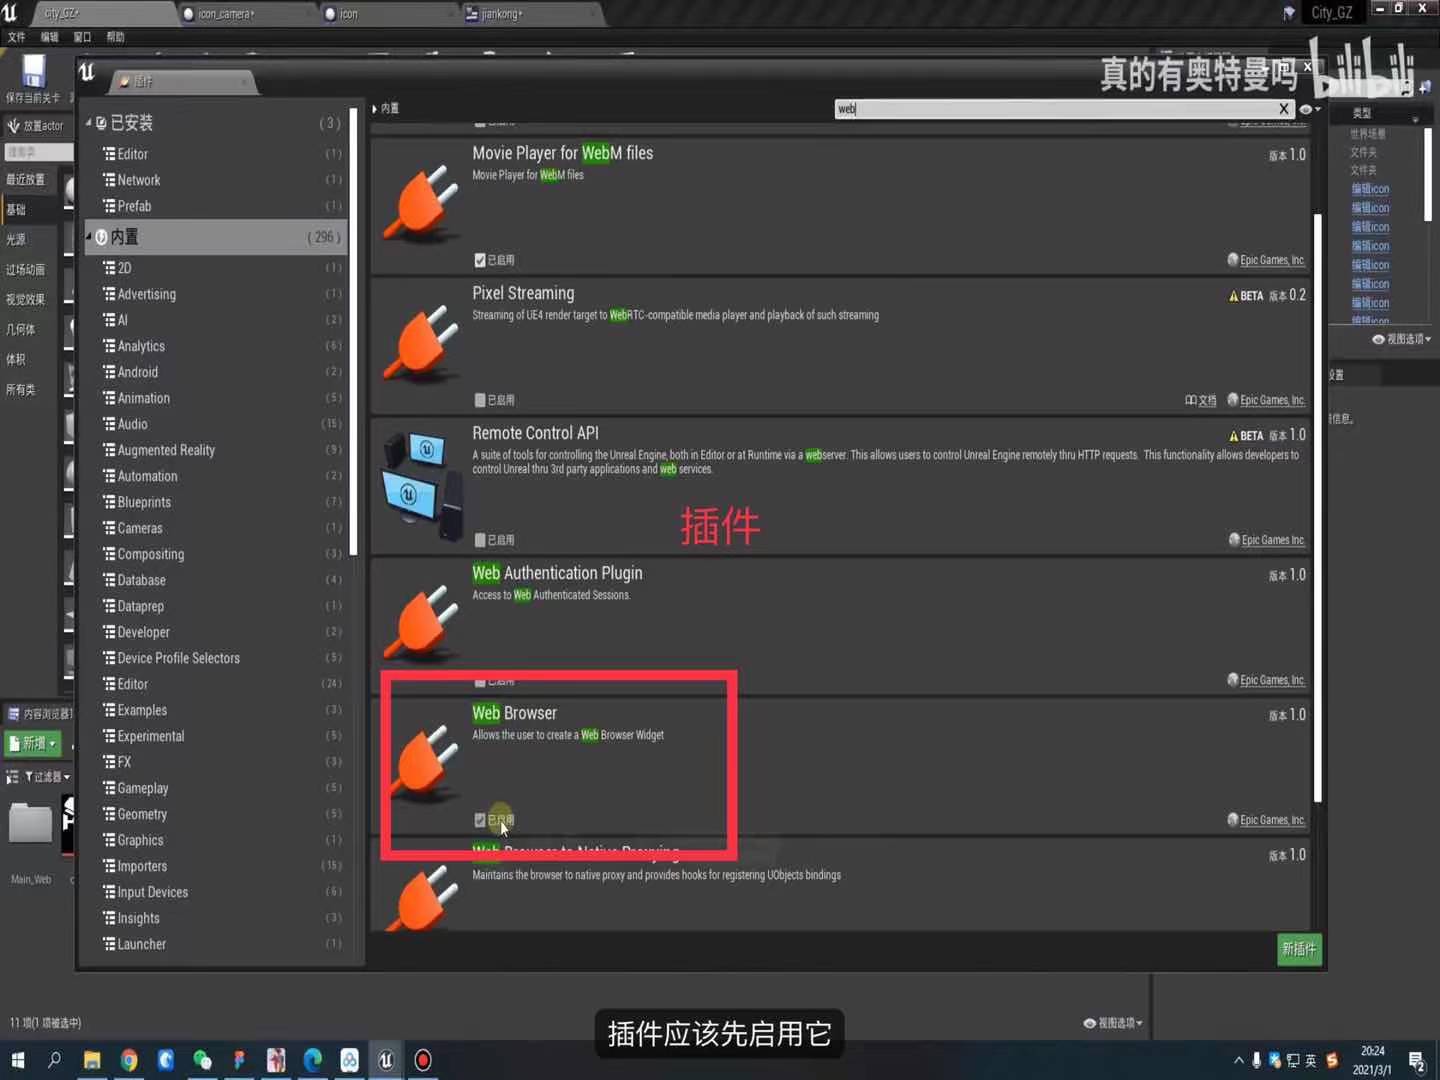 city_GZ*
icon_camera*
icon
jiankong*
City_GZ
文件 编辑 窗口 帮助
真的有奥特曼吗 bilibili
插件
保存当前关卡
放置actor
搜索类
最近放置
基础
光源
过场动画
视觉效果
几何体
体积
所有类
已安装 (3)
Editor (1)
Network (1)
Prefab (1)
内置 (296)
2D (1)
Advertising (1)
AI (2)
Analytics (6)
Android (2)
Animation (5)
Audio (15)
Augmented Reality (9)
Automation (2)
Blueprints (7)
Cameras (1)
Compositing (3)
Database (4)
Dataprep (1)
Developer (2)
Device Profile Selectors (5)
Editor (24)
Examples (3)
Experimental (5)
FX (3)
Gameplay (5)
Geometry (5)
Graphics (1)
Importers (15)
Input Devices (6)
Insights (3)
Launcher (1)
内置
web
X
Movie Player for WebM files
版本 1.0
Movie Player for WebM files
已启用
Epic Games, Inc.
Pixel Streaming
BETA 版本 0.2
Streaming of UE4 render target to WebRTC-compatible media player and playback of such streaming
已启用
文档
Epic Games, Inc.
Remote Control API
BETA 版本 1.0
A suite of tools for controlling the Unreal Engine, both in Editor or at Runtime via a webserver. This allows users to control Unreal Engine remotely thru HTTP requests. This functionality allows developers to
control Unreal thru 3rd party applications and web services.
插件
已启用
Epic Games Inc.
Web Authentication Plugin
版本 1.0
Access to Web Authenticated Sessions.
已启用
Epic Games, Inc.
Web Browser
版本 1.0
Allows the user to create a Web Browser Widget
已启用
Epic Games, Inc.
Web Browser to Native Proxying
版本 1.0
Maintains the browser to native proxy and provides hooks for registering UObjects bindings
新插件
类型
世界场景
文件夹
文件夹
编辑icon
编辑icon
编辑icon
编辑icon
编辑icon
编辑icon
编辑icon
编辑icon
视图选项
内容浏览器1
新增
过滤器
Main_Web
11 项(1 项被选中)
视图选项
插件应该先启用它
英
20:24
2021/3/1
2